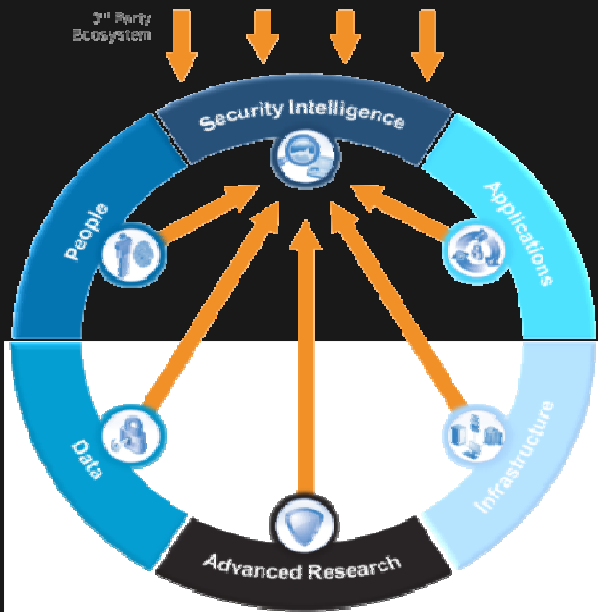 3rd Party
Ecosystem
Security Intelligence
People
Applications
Data
Infrastructure
Advanced Research